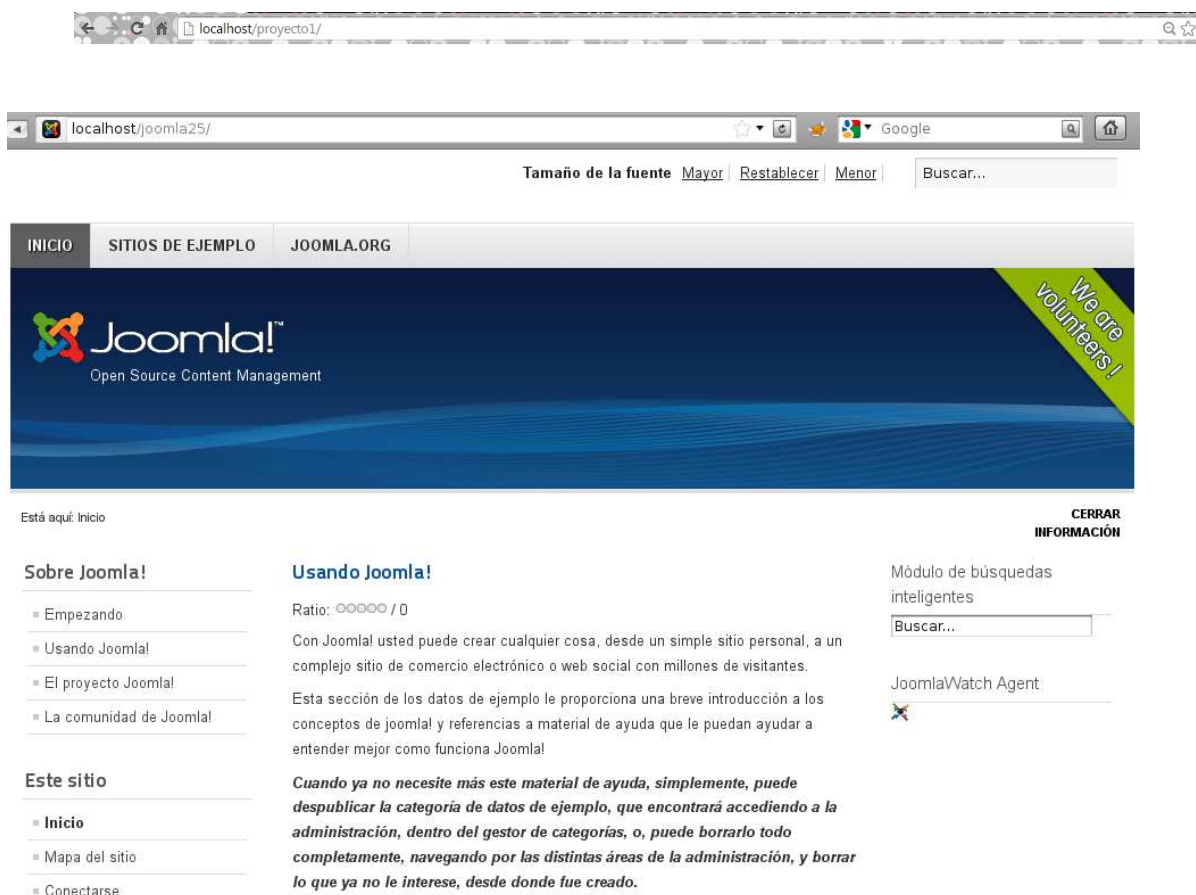 localhost/proyecto1/
localhost/joomla25/
Google
Tamaño de la fuente Mayor Restablecer Menor
Buscar...
INICIO SITIOS DE EJEMPLO JOOMLA.ORG
Joomla!™
Open Source Content Management
We are
volunteers!
Está aquí: Inicio
CERRAR
INFORMACIÓN
Sobre Joomla!
Empezando
Usando Joomla!
El proyecto Joomla!
La comunidad de Joomla!
Este sitio
Inicio
Mapa del sitio
Conectarse
Usando Joomla!
Ratio: / 0
Con Joomla! usted puede crear cualquier cosa, desde un simple sitio personal, a un
complejo sitio de comercio electrónico o web social con millones de visitantes.
Esta sección de los datos de ejemplo le proporciona una breve introducción a los
conceptos de joomla! y referencias a material de ayuda que le puedan ayudar a
entender mejor como funciona Joomla!
Cuando ya no necesite más este material de ayuda, simplemente, puede
despublicar la categoría de datos de ejemplo, que encontrará accediendo a la
administración, dentro del gestor de categorías, o, puede borrarlo todo
completamente, navegando por las distintas áreas de la administración, y borrar
lo que ya no le interese, desde donde fue creado.
Módulo de búsquedas
inteligentes
Buscar...
JoomlaWatch Agent